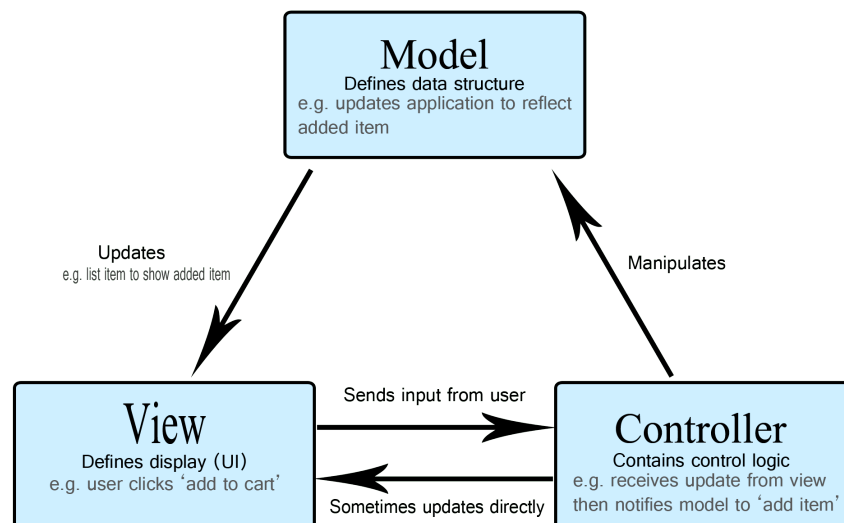 Model
Defines data structure
e.g. updates application to reflect
added item
Updates
e.g. list item to show added item
Manipulates
Sends input from user
View
Defines display (UI)
e.g. user clicks ‘add to cart’
Sometimes updates directly
Controller
Contains control logic
e.g. receives update from view
then notifies model to ‘add item’